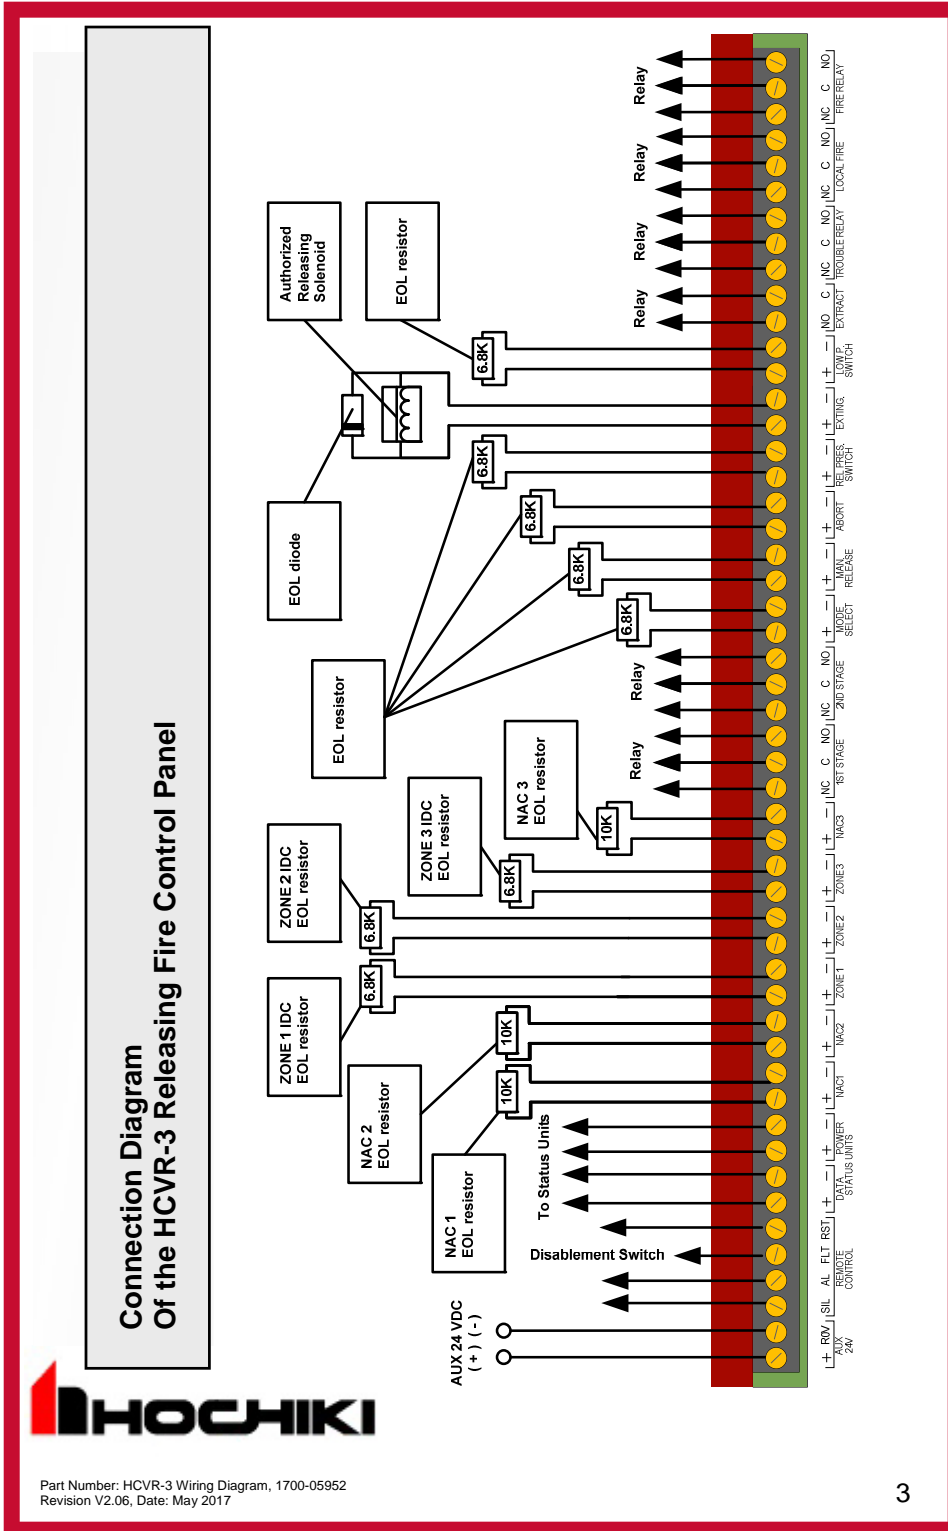 Connection Diagram
Of the HCVR-3 Releasing Fire Control Panel
Authorized
Releasing
Solenoid
EOL resistor
EOL diode
EOL resistor
ZONE 2 IDC
EOL resistor
ZONE 1 IDC
EOL resistor
ZONE 3 IDC
EOL resistor
NAC 3
EOL resistor
NAC 2
EOL resistor
NAC 1
EOL resistor
6.8K
6.8K
6.8K
6.8K
6.8K
10K
6.8K
6.8K
6.8K
10K
10K
Relay
Relay
Relay
Relay
Relay
Relay
To Status Units
Disablement Switch
AUX 24 VDC
( + ) ( - )
+ R0V
AUX
24V
SIL AL FLT RST
REMOTE
CONTROL
+ − + −
DATA POWER
STATUS UNITS
+ −
NAC1
+ −
NAC2
+ −
ZONE1
+ −
ZONE2
+ −
ZONE3
+ −
NAC3
NC C NO
1ST STAGE
NC C NO
2ND STAGE
+ −
MODE
SELECT
+ −
MAN.
RELEASE
+ −
ABORT
+ −
REL PRES.
SWITCH
+ −
EXTING.
+ −
LOW P.
SWITCH
NO C
EXTRACT
NC C NO
TROUBLE RELAY
NC C NO
LOCAL FIRE
NC C NO
FIRE RELAY
HOCHIKI
Part Number: HCVR-3 Wiring Diagram, 1700-05952
Revision V2.06, Date: May 2017
3